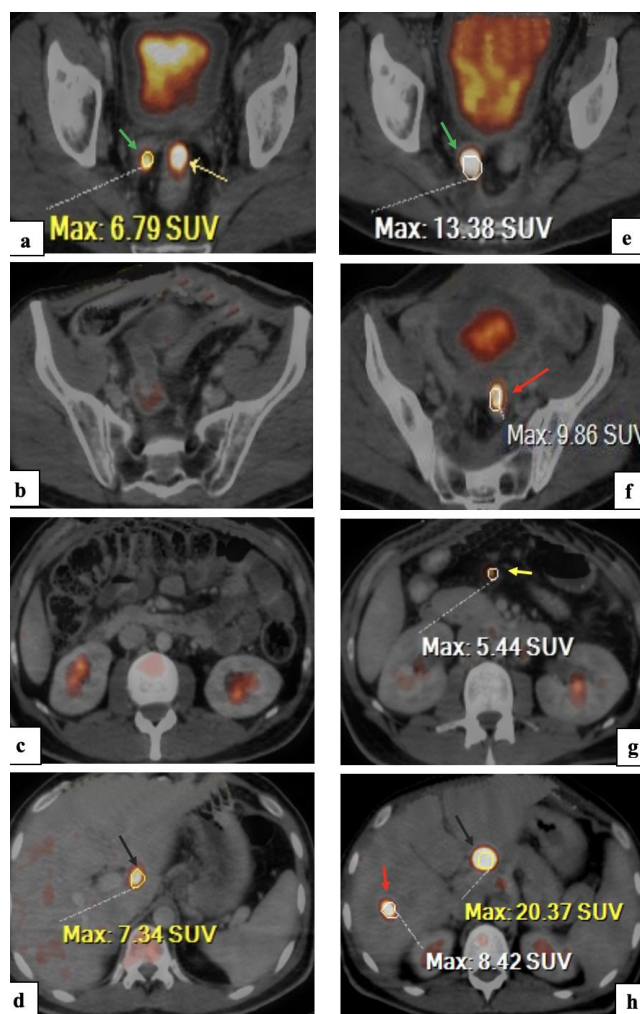 Max: 6.79 SUV
a
Max: 13.38 SUV
e
b
Max: 9.86 SUV
f
c
Max: 5.44 SUV
g
Max: 7.34 SUV
d
Max: 20.37 SUV
Max: 8.42 SUV
h